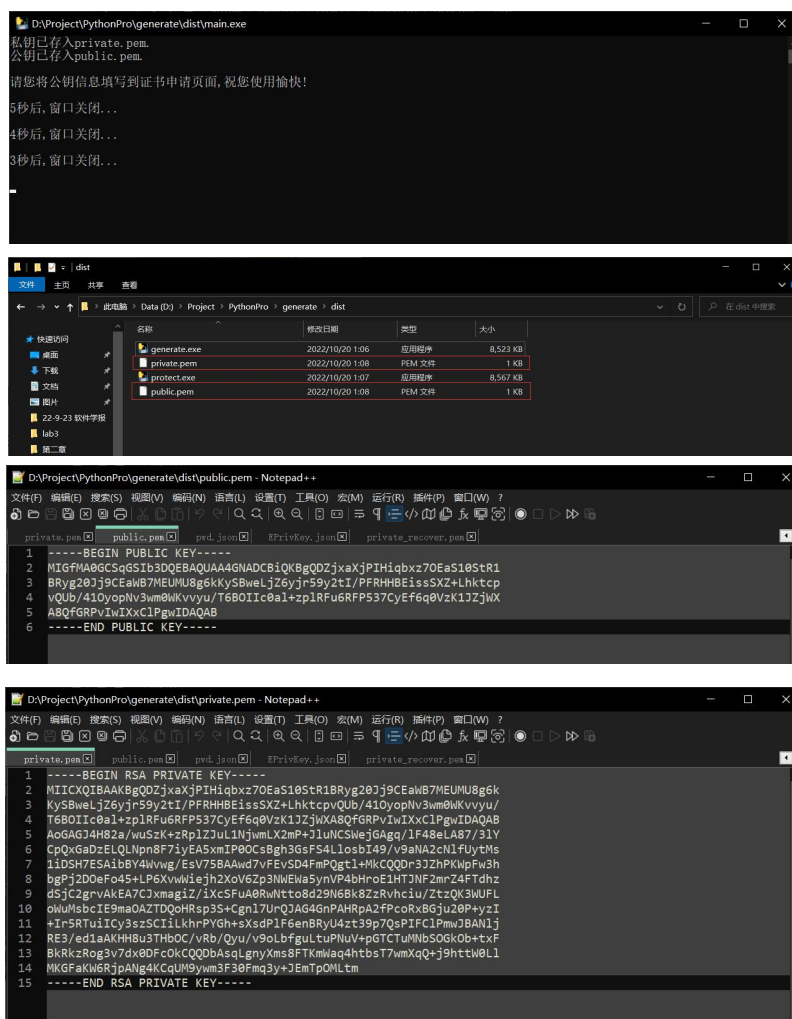 D:\Project\PythonPro\generate\dist\main.exe
私钥已存入private.pem.
公钥已存入public.pem.
请您将公钥信息填写到证书申请页面,祝您使用愉快!
5秒后,窗口关闭...
4秒后,窗口关闭...
3秒后,窗口关闭...
dist
文件 主页 共享 查看
此电脑 > Data (D:) > Project > PythonPro > generate > dist
在 dist 中搜索
名称 修改日期 类型 大小
快速访问
桌面
下载
文档
图片
22-9-23 软件学报
lab3
第二章
generate.exe 2022/10/20 1:06 应用程序 8,523 KB
private.pem 2022/10/20 1:08 PEM 文件 1 KB
protect.exe 2022/10/20 1:07 应用程序 8,567 KB
public.pem 2022/10/20 1:08 PEM 文件 1 KB
D:\Project\PythonPro\generate\dist\public.pem - Notepad++
文件(F) 编辑(E) 搜索(S) 视图(V) 编码(N) 语言(L) 设置(T) 工具(O) 宏(M) 运行(R) 插件(P) 窗口(W) ?
private.pem public.pem pwd.json EPrivKey.json private_recover.pem
1 -----BEGIN PUBLIC KEY-----
2 MIGfMA0GCSqGSIb3DQEBAQUAA4GNADCBiQKBgQDZjxaXjPIHiqbxz7OEaS10StR1
3 BRyg20Jj9CEaWB7MEUMU8g6kKySBweLjZ6yjr59y2tI/PFRHHBEissSXZ+Lhktcp
4 vQUb/41OyopNv3wm0WKvvyu/T6BOIIc0al+zplRFu6RFP537CyEf6q0VzK1JZjWX
5 A8QfGRPvIwIXxClPgwIDAQAB
6 -----END PUBLIC KEY-----
D:\Project\PythonPro\generate\dist\private.pem - Notepad++
文件(F) 编辑(E) 搜索(S) 视图(V) 编码(N) 语言(L) 设置(T) 工具(O) 宏(M) 运行(R) 插件(P) 窗口(W) ?
private.pem public.pem pwd.json EPrivKey.json private_recover.pem
1 -----BEGIN RSA PRIVATE KEY-----
2 MIICXQIBAAKBgQDZjxaXjPIHiqbxz7OEaS10StR1BRyg20Jj9CEaWB7MEUMU8g6k
3 KySBweLjZ6yjr59y2tI/PFRHHBEissSXZ+LhktcpvQUb/41OyopNv3wm0WKvvyu/
4 T6BOIIc0al+zplRFu6RFP537CyEf6q0VzK1JZjWXA8QfGRPvIwIXxClPgwIDAQAB
5 AoGAGJ4H82a/wuSzK+zRplZJuL1NjwmLX2mP+JluNCSWejGAgq/lF48eLA87/3lY
6 CpQxGaDzELQLNpn8F7iyEA5xmIP0OCsBgh3GsFS4LlosbI49/v9aNA2cNlfUytMs
7 1iDSH7ESAibBY4Wvwg/EsV75BAAwd7vFEvSD4FmPQgtl+MkCQQDr3JZhPKWpFw3h
8 bgPj2DOeFo45+LP6XvwWiejh2XoV6Zp3NWEWa5ynVP4bHroE1HTJNF2mrZ4FTdhz
9 dSjC2grvAkEA7CJxmagiZ/iXcSFuA0RwNtto8d29N6Bk8ZzRvhciu/ZtzQK3WUFL
10 oWuMsbcIE9maOAZTDQoHRsp3S+Cgnl7UrQJAG4GnPAHRpA2fPcoRxBGju20P+yzI
11 +Ir5RTuiICy3szSCIiLkhrPYGh+sXsdPlF6enBRyU4zt39p7QsPIFClPmwJBANlj
12 RE3/ed1aAKHH8u3THbOC/vRb/Qyu/v9oLbfguLtuPNuV+pGTCTuMNbSOGkOb+txF
13 BkRkzRog3v7dx0DFcOkCQQDbAsqLgnyXms8FTKmWaq4htbsT7wmXqQ+j9httW0Ll
14 MKGFaKW6RjpANg4KCqUM9ywm3F30Fmq3y+JEmTpOMLtm
15 -----END RSA PRIVATE KEY-----